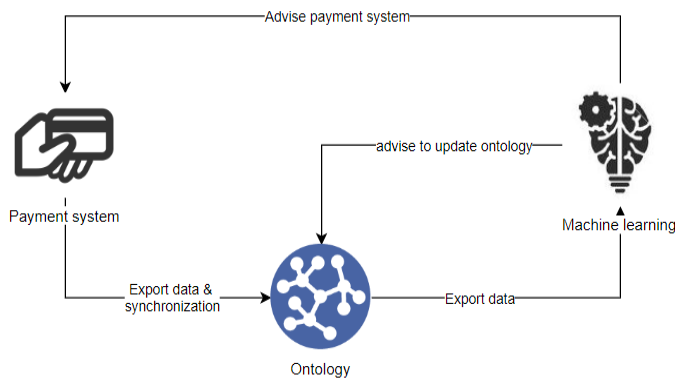 Advise payment system
advise to update ontology
Payment system
Machine learning
Export data &
synchronization
Export data
Ontology